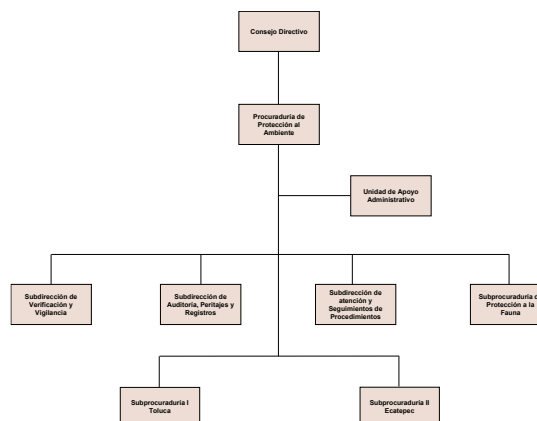 Consejo Directivo
Procuraduría de
Protección al
Ambiente
Unidad de Apoyo
Administrativo
Subdirección de
Verificación y
Vigilancia
Subdirección de
Auditoría, Peritajes y
Registros
Subdirección de
atención y
Seguimientos de
Procedimientos
Subprocuraduría d
Protección a la
Fauna
Subprocuraduría I
Toluca
Subprocuraduría II
Ecatepec